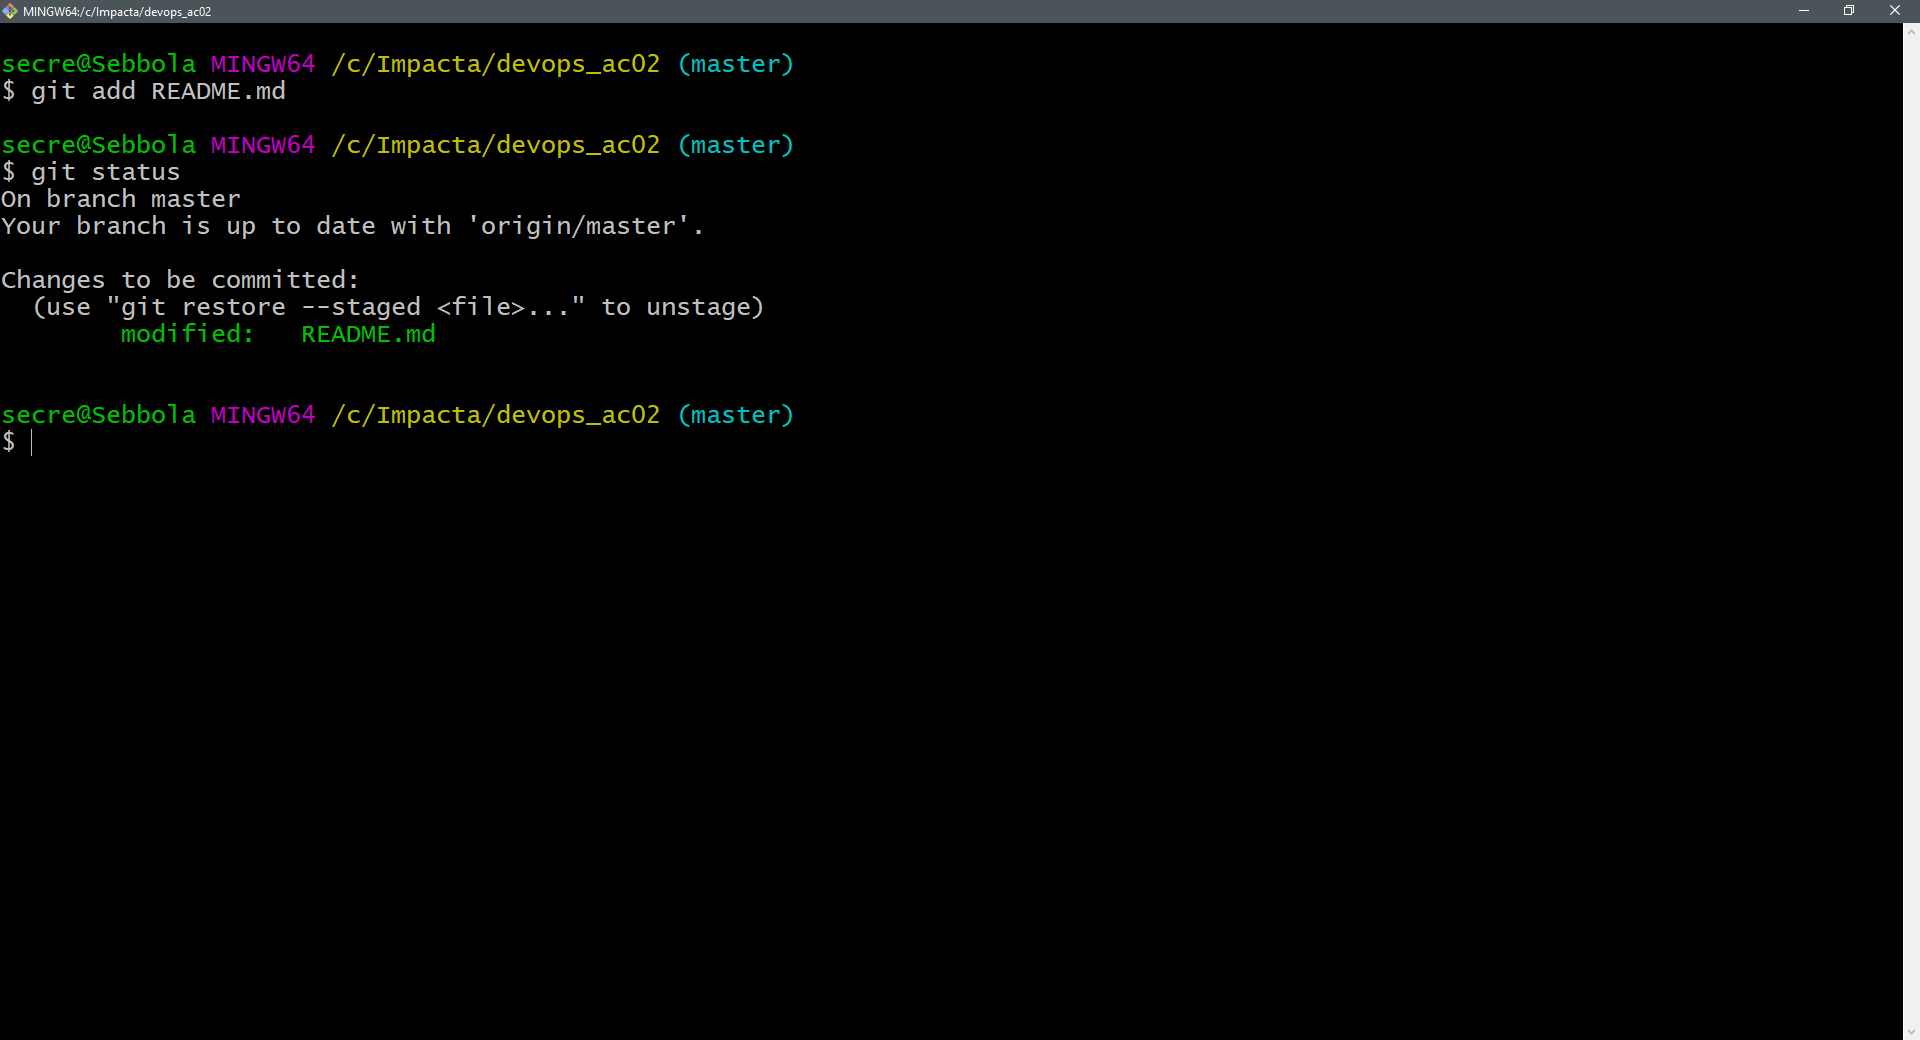 MINGW64:/c/Impacta/devops_ac02
secre@Sebbola MINGW64 /c/Impacta/devops_ac02 (master)
$ git add README.md
secre@Sebbola MINGW64 /c/Impacta/devops_ac02 (master)
$ git status
On branch master
Your branch is up to date with 'origin/master'.
Changes to be committed:
  (use "git restore --staged <file>..." to unstage)
        modified:   README.md
secre@Sebbola MINGW64 /c/Impacta/devops_ac02 (master)
$